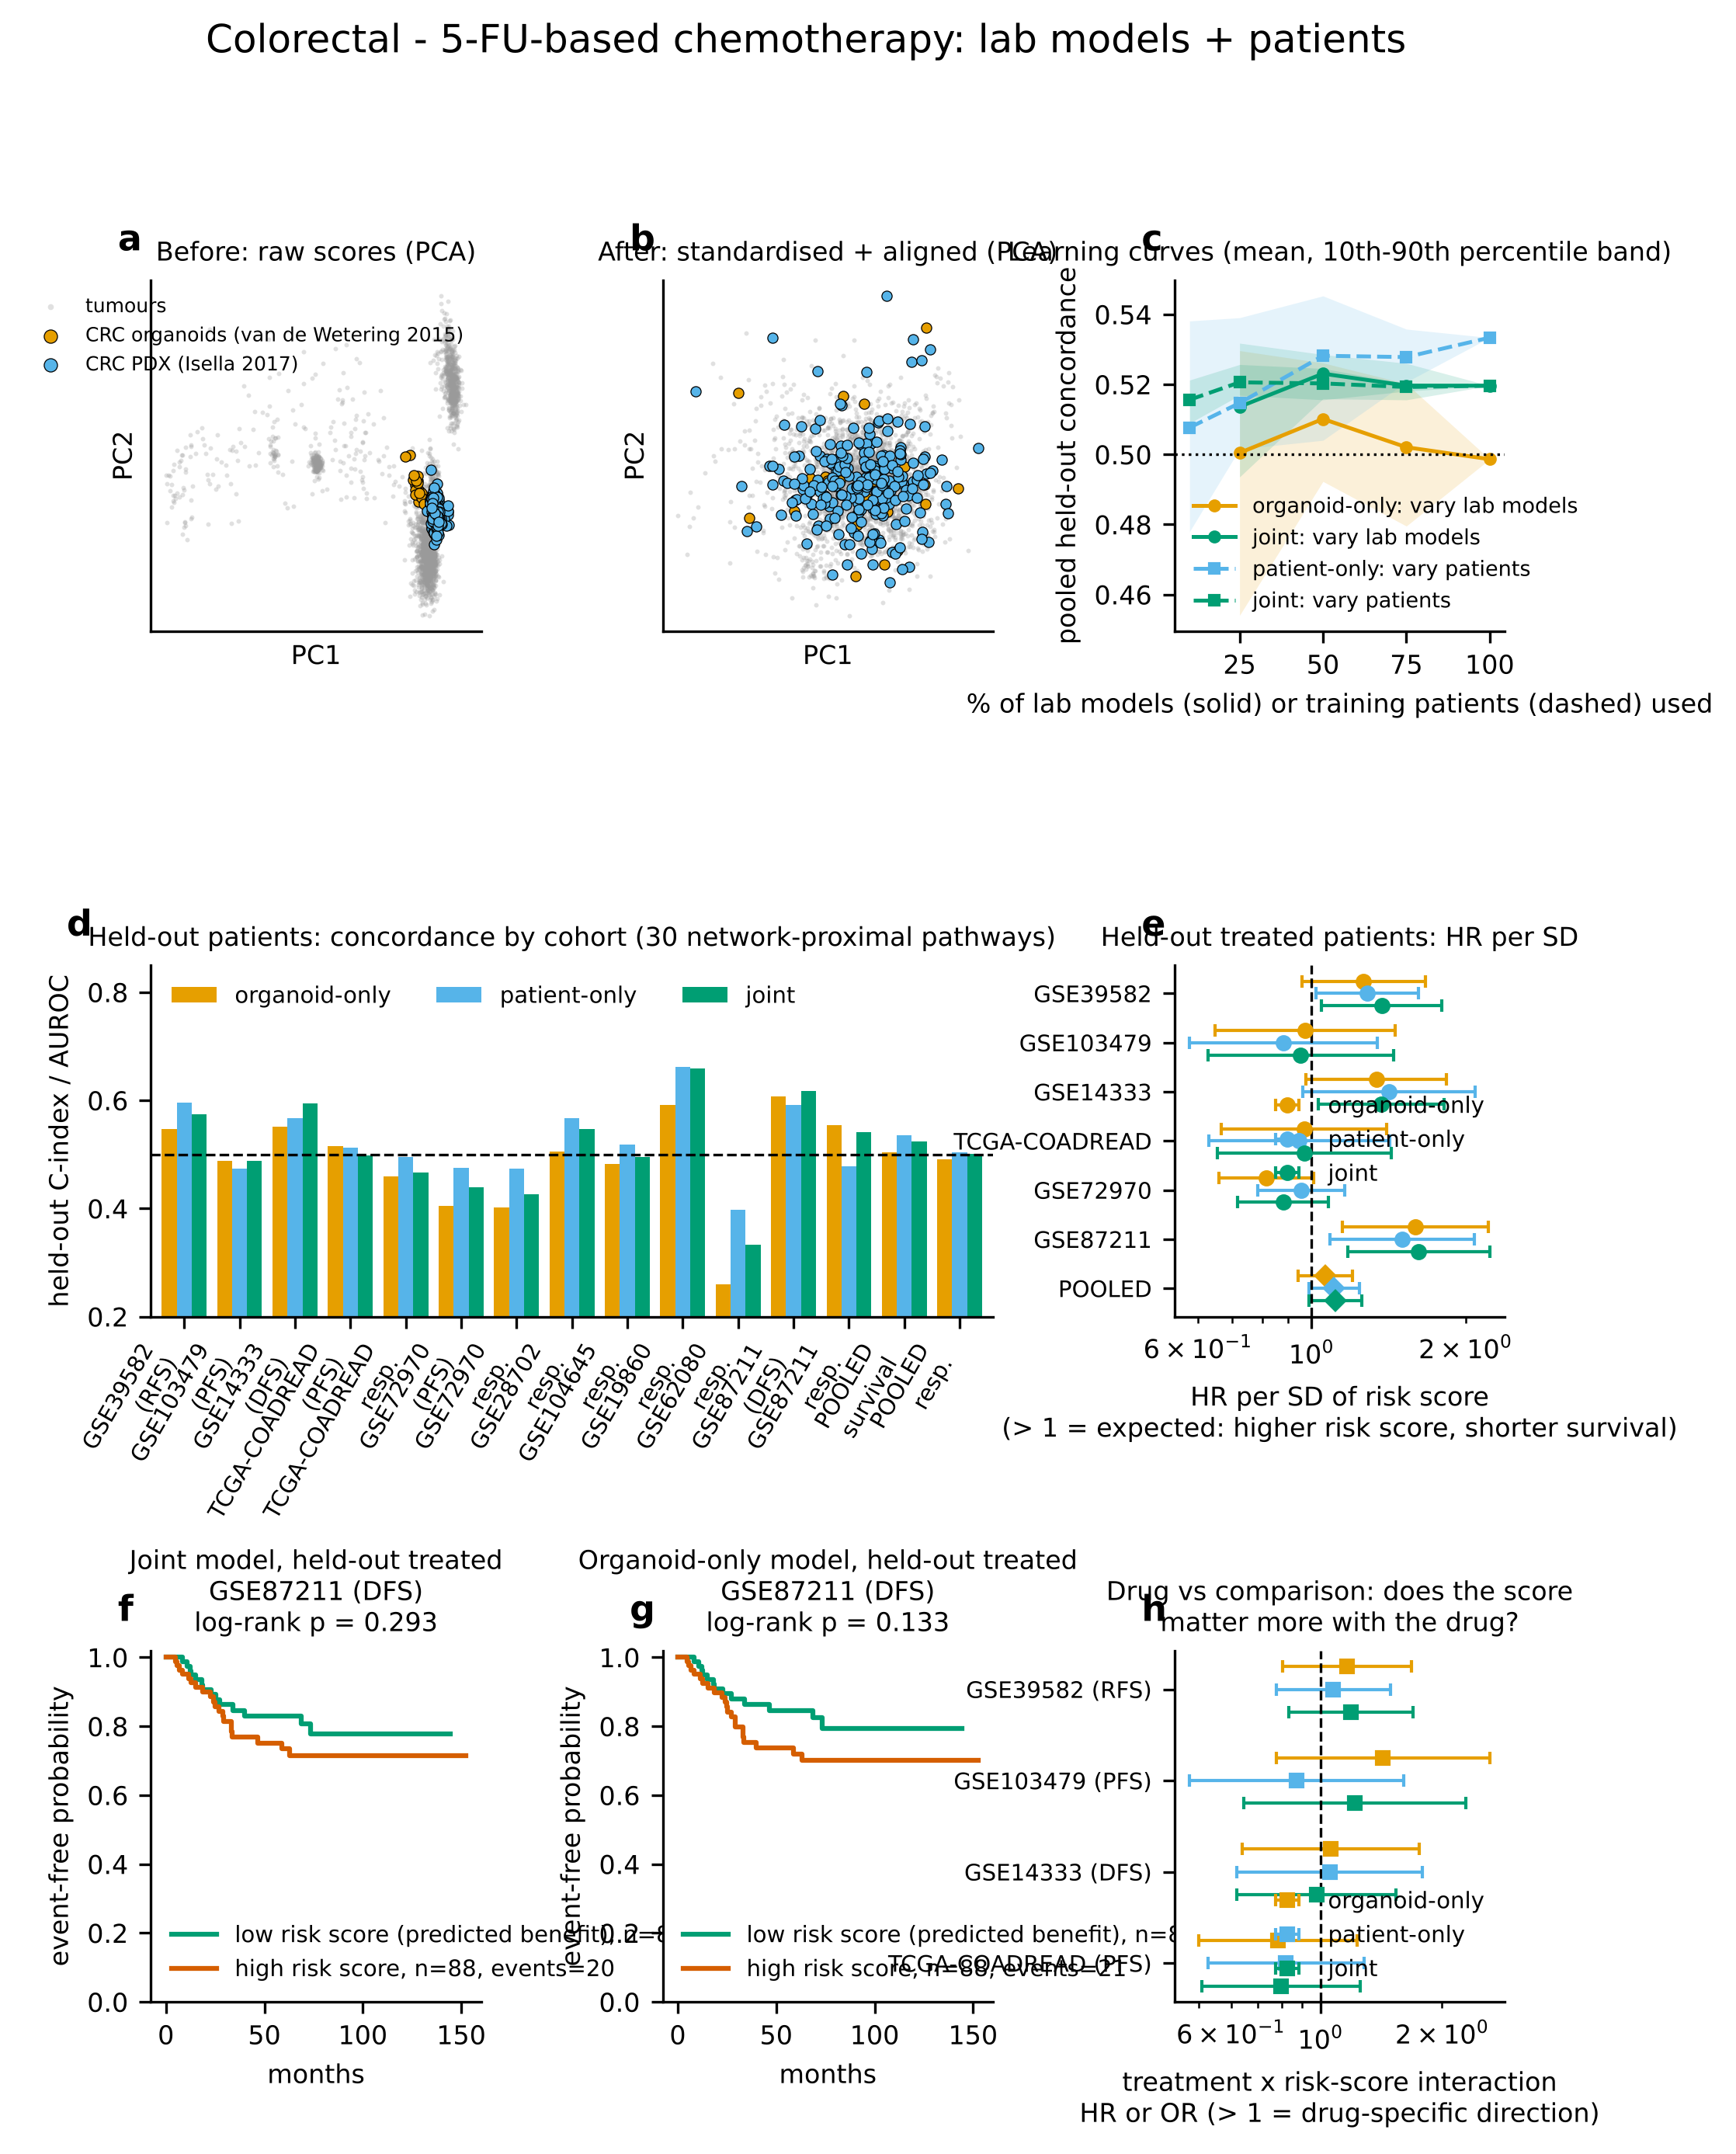 Colorectal - 5-FU-based chemotherapy: lab models + patients
a
Before: raw scores (PCA)
tumours
CRC organoids (van de Wetering 2015)
CRC PDX (Isella 2017)
PC2
PC1
b
After: standardised + aligned (PCA)
PC2
PC1
c
Learning curves (mean, 10th-90th percentile band)
pooled held-out concordance
0.54
0.52
0.50
0.48
0.46
organoid-only: vary lab models
joint: vary lab models
patient-only: vary patients
joint: vary patients
25 50 75 100
% of lab models (solid) or training patients (dashed) used
d
Held-out patients: concordance by cohort (30 network-proximal pathways)
held-out C-index / AUROC
0.8
0.6
0.4
0.2
organoid-only patient-only joint
GSE39582
(RFS)
GSE103479
(PFS)
GSE14333
(DFS)
TCGA-COADREAD
(PFS)
TCGA-COADREAD
resp.
GSE72970
(PFS)
GSE72970
resp.
GSE28702
resp.
GSE104645
resp.
GSE19860
resp.
GSE62080
resp.
GSE87211
(DFS)
GSE87211
resp.
POOLED
survival
POOLED
resp.
e
Held-out treated patients: HR per SD
GSE39582
GSE103479
GSE14333
TCGA-COADREAD
GSE72970
GSE87211
POOLED
organoid-only
patient-only
joint
6 × 10⁻¹ 10⁰ 2 × 10⁰
HR per SD of risk score
(> 1 = expected: higher risk score, shorter survival)
f
Joint model, held-out treated
GSE87211 (DFS)
log-rank p = 0.293
event-free probability
1.0
0.8
0.6
0.4
0.2
0.0
low risk score (predicted benefit), n=8
high risk score, n=88, events=20
0 50 100 150
months
g
Organoid-only model, held-out treated
GSE87211 (DFS)
log-rank p = 0.133
event-free probability
1.0
0.8
0.6
0.4
0.2
0.0
low risk score (predicted benefit), n=8
high risk score, n=88, events=21
0 50 100 150
months
h
Drug vs comparison: does the score
matter more with the drug?
GSE39582 (RFS)
GSE103479 (PFS)
GSE14333 (DFS)
TCGA-COADREAD (PFS)
organoid-only
patient-only
joint
6 × 10⁻¹ 10⁰ 2 × 10⁰
treatment x risk-score interaction
HR or OR (> 1 = drug-specific direction)